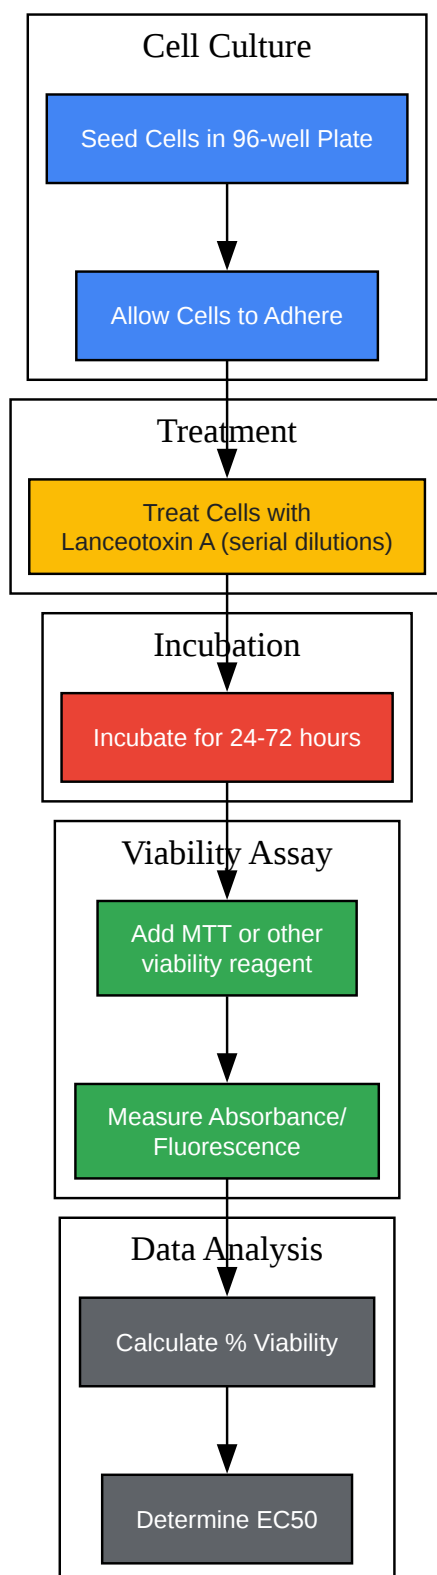 Cell Culture
Seed Cells in 96-well Plate
Allow Cells to Adhere
Treatment
Treat Cells with
Lanceotoxin A (serial dilutions)
Incubation
Incubate for 24-72 hours
Viability Assay
Add MTT or other
viability reagent
Measure Absorbance/
Fluorescence
Data Analysis
Calculate % Viability
Determine EC50